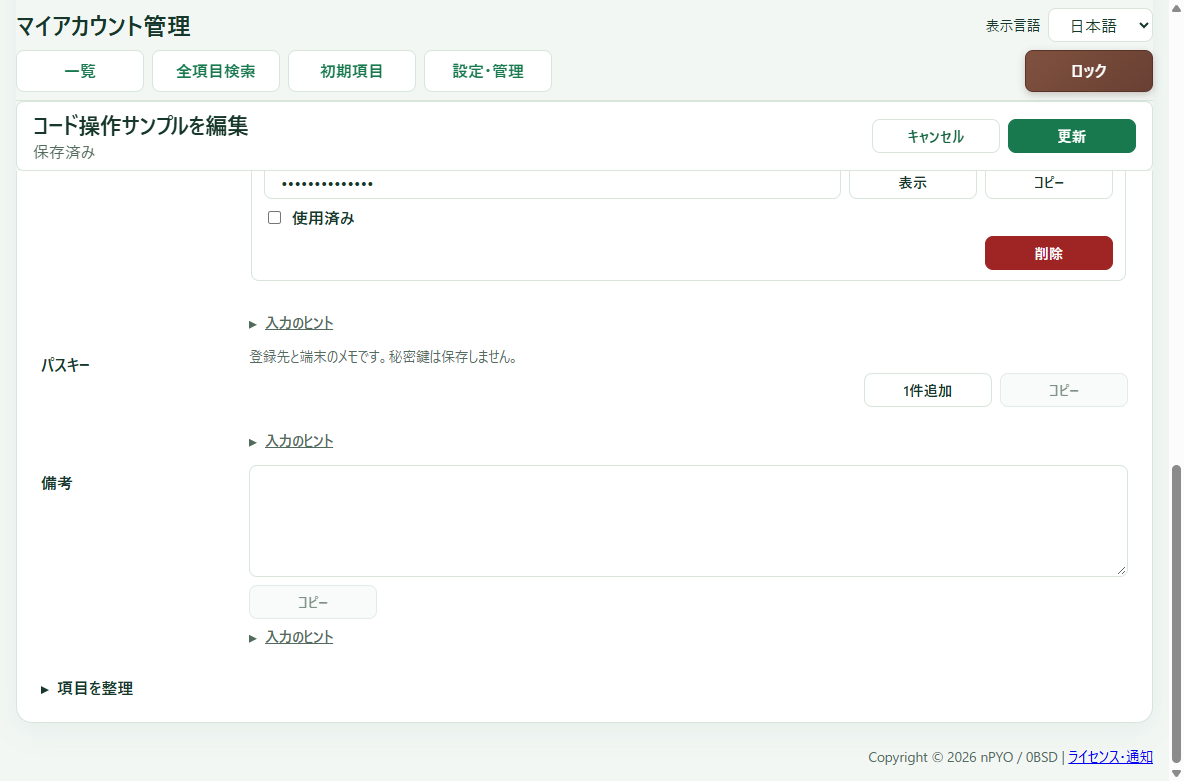 マイアカウント管理
表示言語 日本語
一覧 全項目検索 初期項目 設定・管理 ロック
コード操作サンプルを編集
保存済み
キャンセル 更新
•••••••••••••• 表示 コピー
使用済み
削除
▶ 入力のヒント
パスキー
登録先と端末のメモです。秘密鍵は保存しません。
1件追加 コピー
▶ 入力のヒント
備考
コピー
▶ 入力のヒント
▶ 項目を整理
Copyright © 2026 nPYO / 0BSD | ライセンス・通知